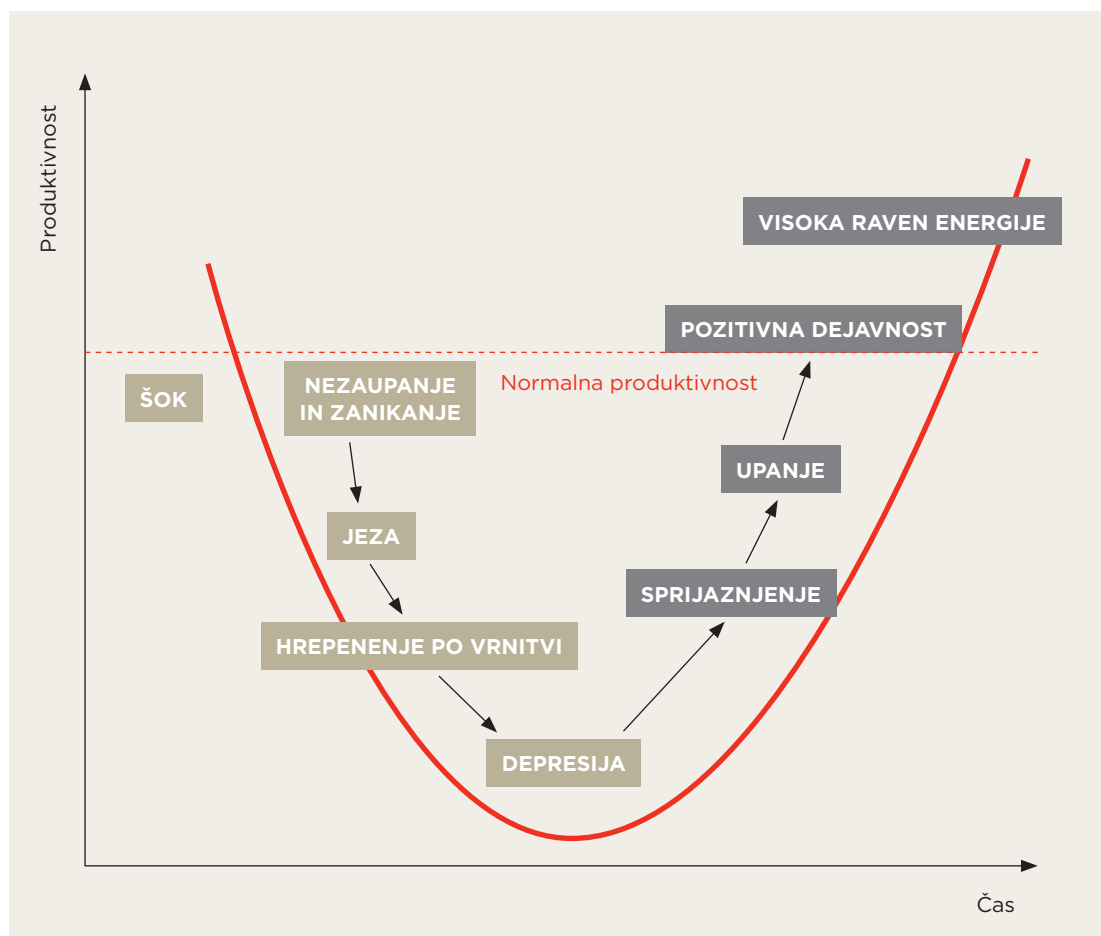 Produktivnost
VISOKA RAVEN ENERGIJE
POZITIVNA DEJAVNOST
Normalna produktivnost
ŠOK
NEZAUPANJE
IN ZANIKANJE
UPANJE
JEZA
SPRIJAZNJENJE
HREPENENJE PO VRNITVI
DEPRESIJA
Čas